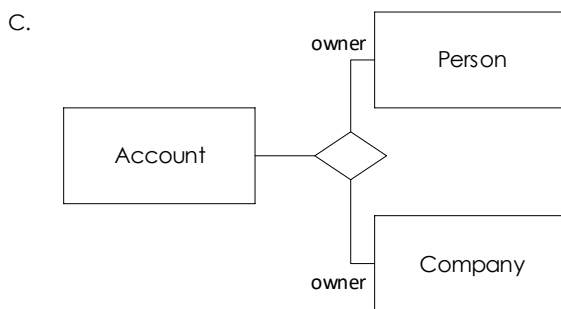 C.
owner
Person
Account
Company
owner